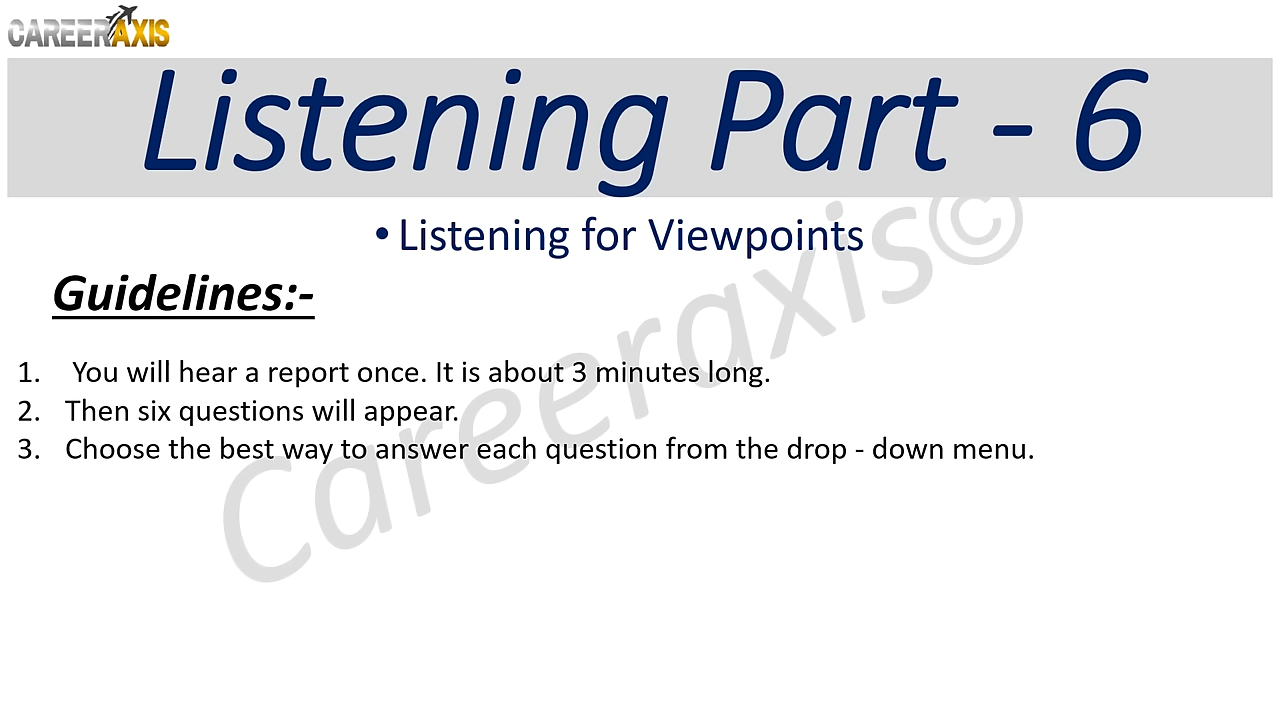 CAREERAXIS
Listening Part - 6
• Listening for Viewpoints
Guidelines:-
1. You will hear a report once. It is about 3 minutes long.
2. Then six questions will appear.
3. Choose the best way to answer each question from the drop - down menu.
Careeraxis©